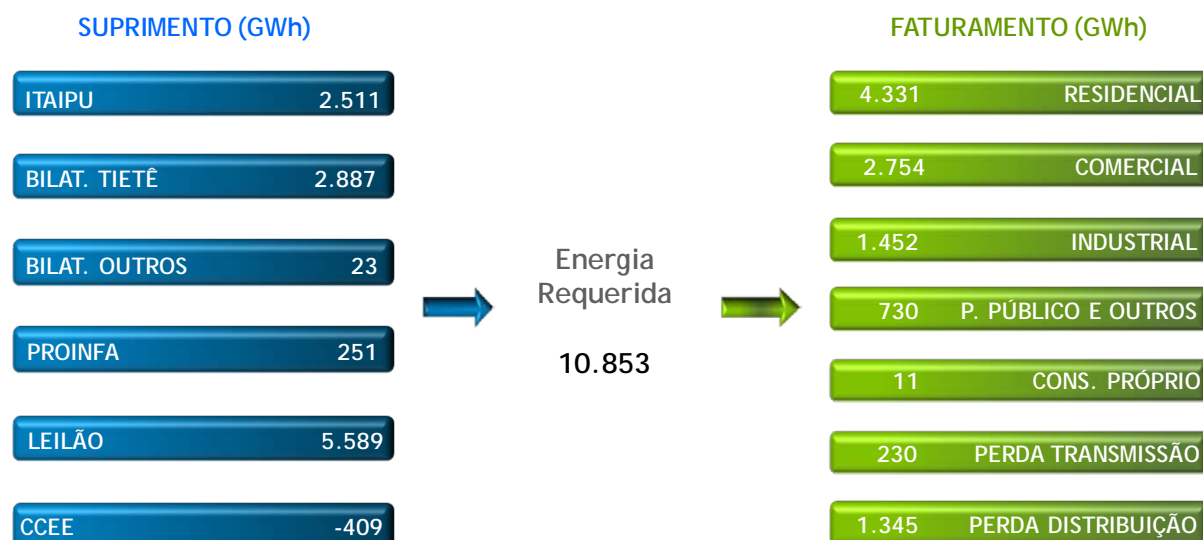 SUPRIMENTO (GWh)
ITAIPU 2.511
BILAT. TIETÊ 2.887
BILAT. OUTROS 23
PROINFA 251
LEILÃO 5.589
CCEE -409
Energia
Requerida
10.853
FATURAMENTO (GWh)
4.331 RESIDENCIAL
2.754 COMERCIAL
1.452 INDUSTRIAL
730 P. PÚBLICO E OUTROS
11 CONS. PRÓPRIO
230 PERDA TRANSMISSÃO
1.345 PERDA DISTRIBUIÇÃO